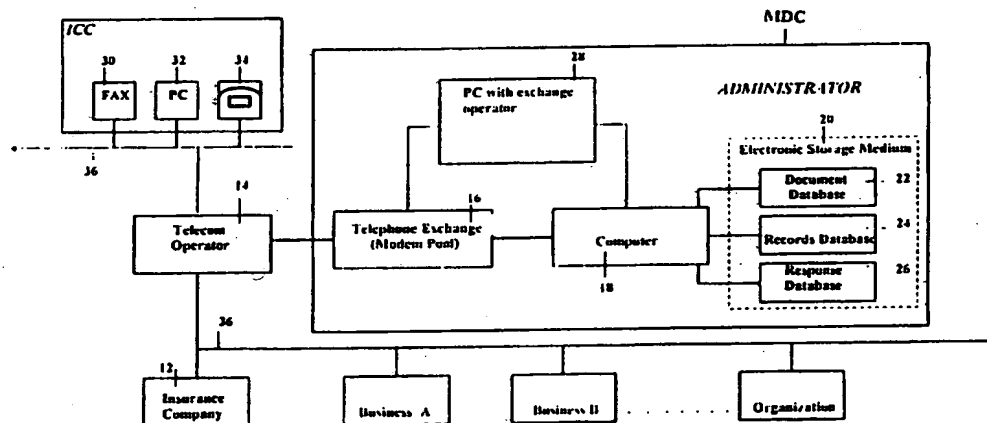 MDC
ICC
30
32
34
FAX
PC
36
28
PC with exchange
operator
ADMINISTRATOR
20
Electronic Storage Medium
Document
Database
22
Records Database
24
Response
Database
26
14
Telecom
Operator
16
Telephone Exchange
(Modem Pool)
Computer
18
36
12
Insurance
Company
Business A
Business B
. . . . . .
Organization